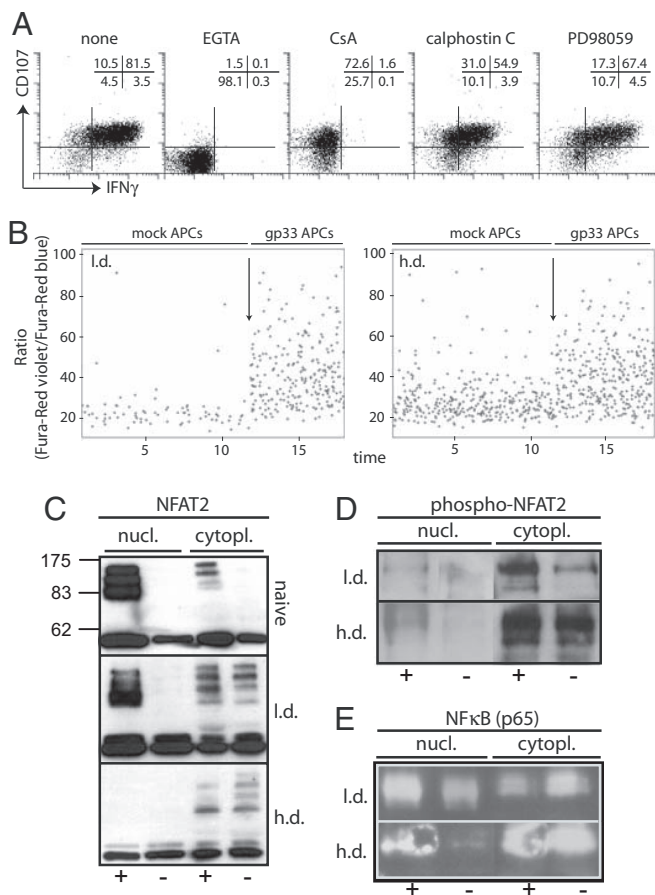 A
none
EGTA
CsA
calphostin C
PD98059
CD107
10.5 81.5
4.5 3.5
1.5 0.1
98.1 0.3
72.6 1.6
25.7 0.1
31.0 54.9
10.1 3.9
17.3 67.4
10.7 4.5
IFNγ
B
mock APCs
gp33 APCs
mock APCs
gp33 APCs
Ratio
(Fura-Red violet/Fura-Red blue)
100
80
60
40
20
l.d.
5
10
15
100
80
60
40
20
h.d.
5
10
15
time
C
NFAT2
nucl.
cytopl.
175
83
62
naive
l.d.
h.d.
+ - + -
D
phospho-NFAT2
nucl.
cytopl.
l.d.
h.d.
+ - + -
E
NFκB (p65)
nucl.
cytopl.
l.d.
h.d.
+ - + -